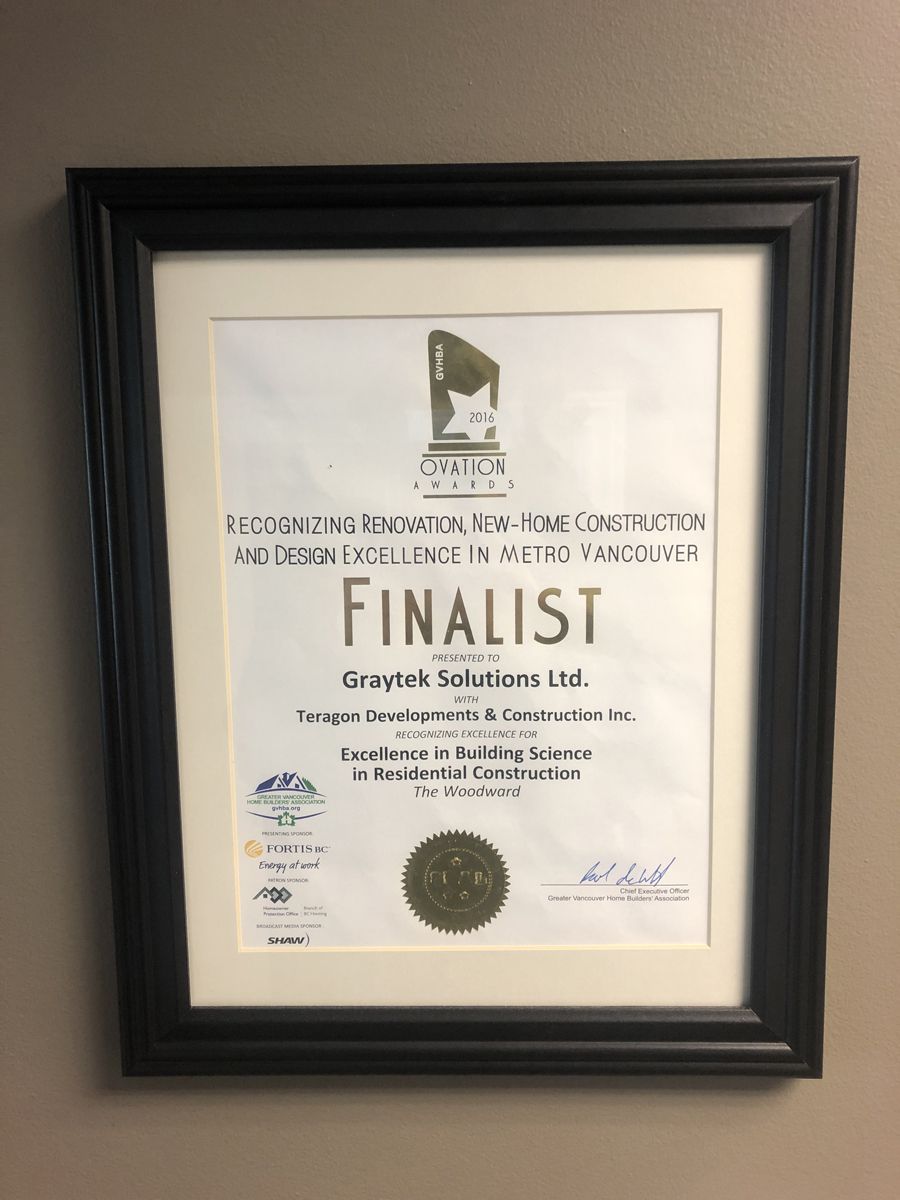 GVHBA
2016
OVATION
AWARDS
RECOGNIZING RENOVATION, NEW-HOME CONSTRUCTION
AND DESIGN EXCELLENCE IN METRO VANCOUVER
FINALIST
PRESENTED TO
Graytek Solutions Ltd.
WITH
Teragon Developments & Construction Inc.
RECOGNIZING EXCELLENCE FOR
Excellence in Building Science
in Residential Construction
The Woodward
GREATER VANCOUVER
HOME BUILDERS' ASSOCIATION
gvhba.org
PRESENTING SPONSOR:
FORTIS BC
Energy at work
PATRON SPONSOR:
Homeowner Branch of
Protection Office BC Housing
BROADCAST MEDIA SPONSOR:
SHAW)
Chief Executive Officer
Greater Vancouver Home Builders' Association